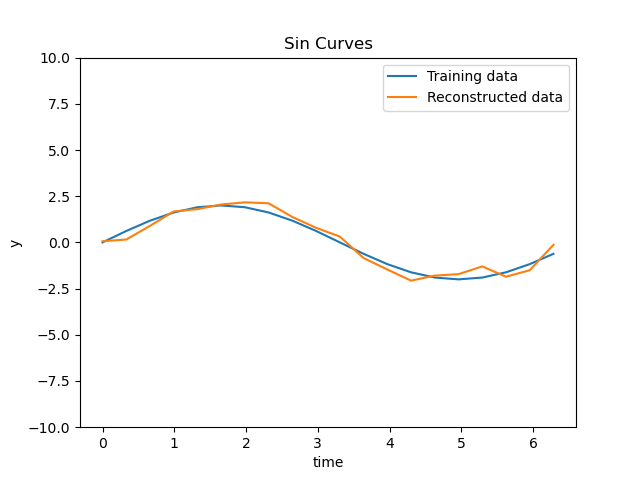 Sin Curves
Training data
Reconstructed data
10.0
7.5
5.0
2.5
0.0
−2.5
−5.0
−7.5
−10.0
y
0 1 2 3 4 5 6
time